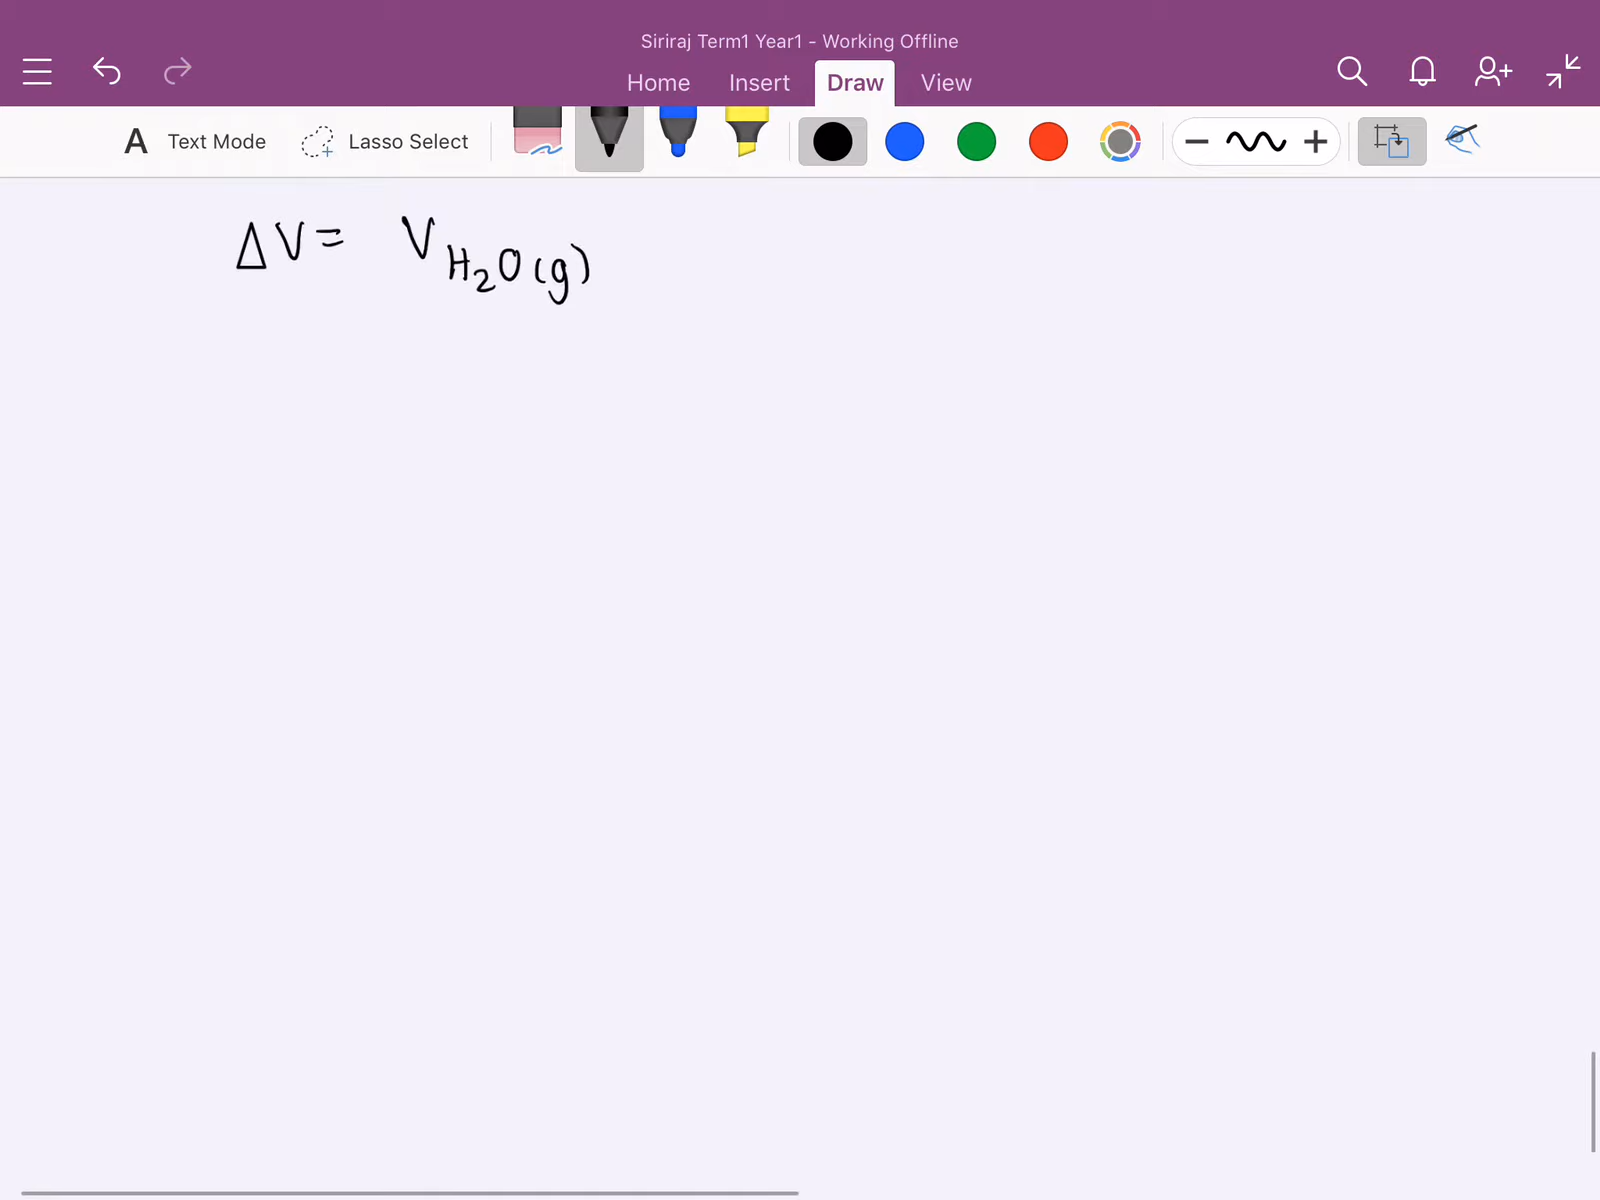 Siriraj Term1 Year1 - Working Offline
Home Insert Draw View
A Text Mode Lasso Select
ΔV = V H₂O(g)